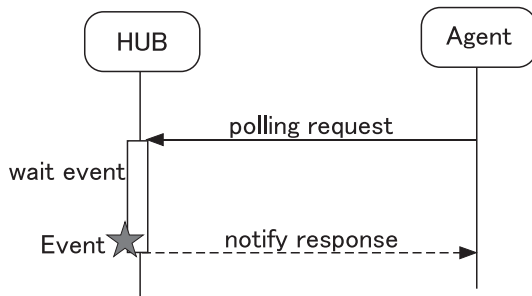 HUB
Agent
polling request
wait event
Event
notify response